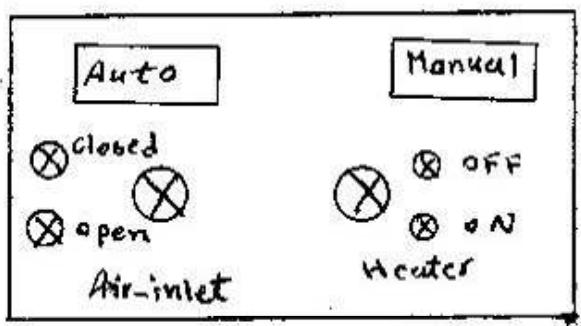 Auto
Manual
Closed
OFF
open
ON
Air-inlet
Heater